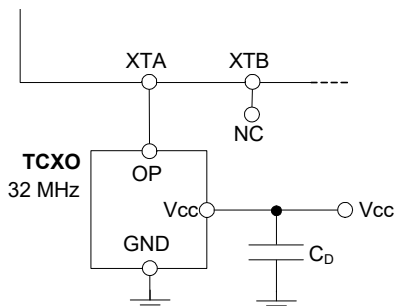 XTA
XTB
NC
TCXO
32 MHz
OP
Vcc
Vcc
GND
CD